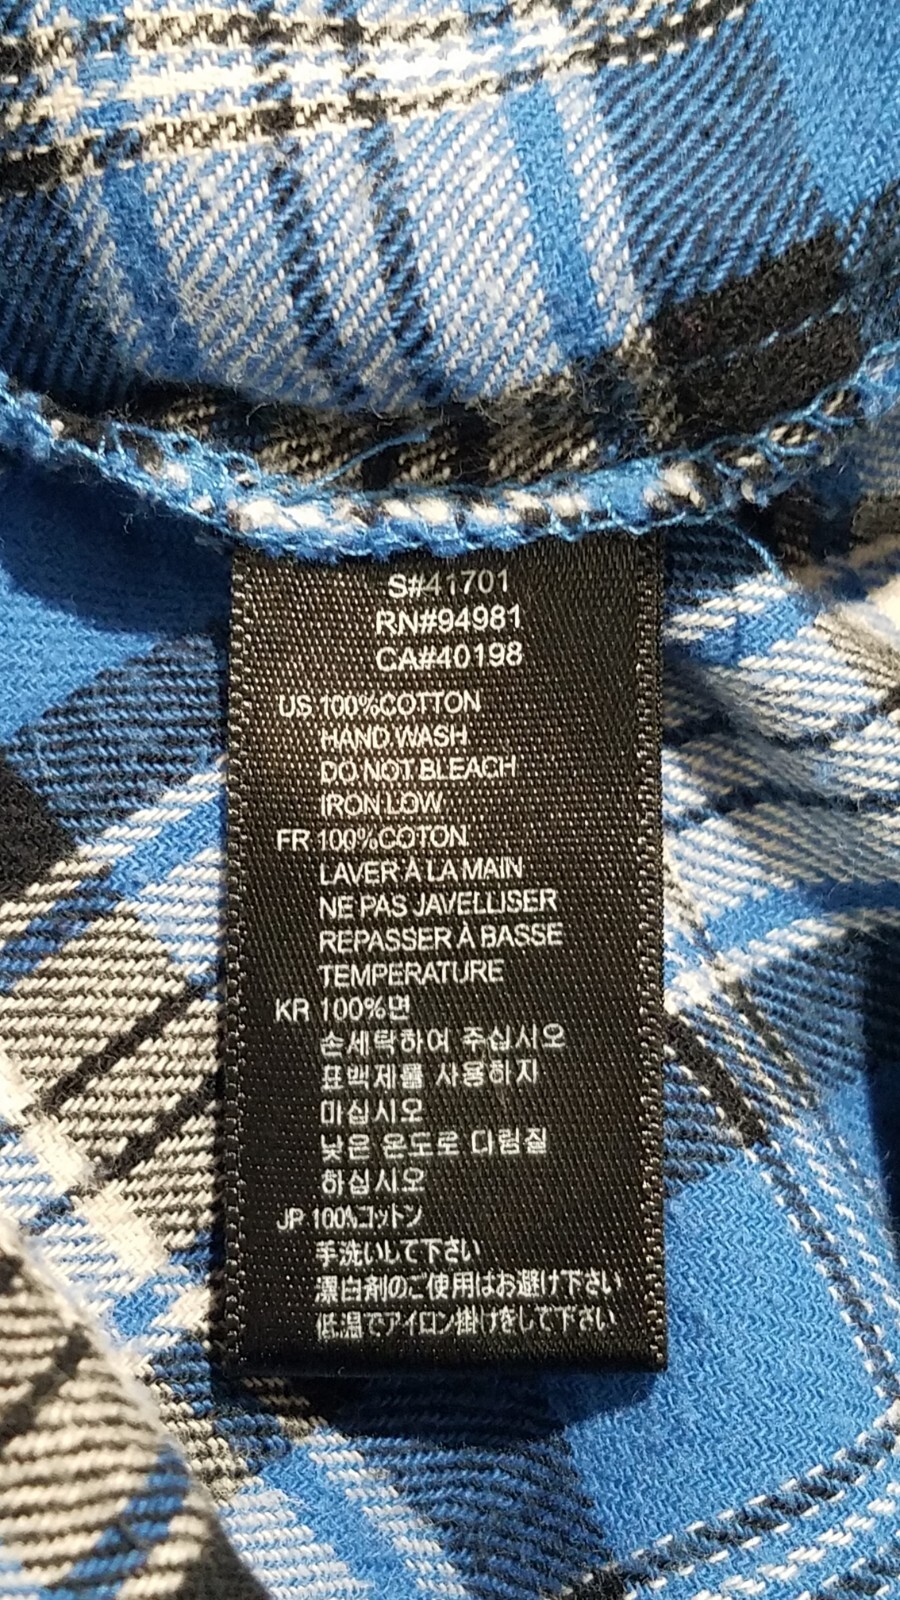 S#41701
RN#94981
CA#40198
US 100%COTTON
HAND WASH
DO NOT BLEACH
IRON LOW
FR 100%COTON
LAVER À LA MAIN
NE PAS JAVELLISER
REPASSER À BASSE
TEMPERATURE
KR 100%면
손세탁하여 주십시오
표백제를 사용하지
마십시오
낮은 온도로 다림질
하십시오
JP 100%コットン
手洗いして下さい
漂白剤のご使用はお避け下さい
低温でアイロン掛けをして下さい